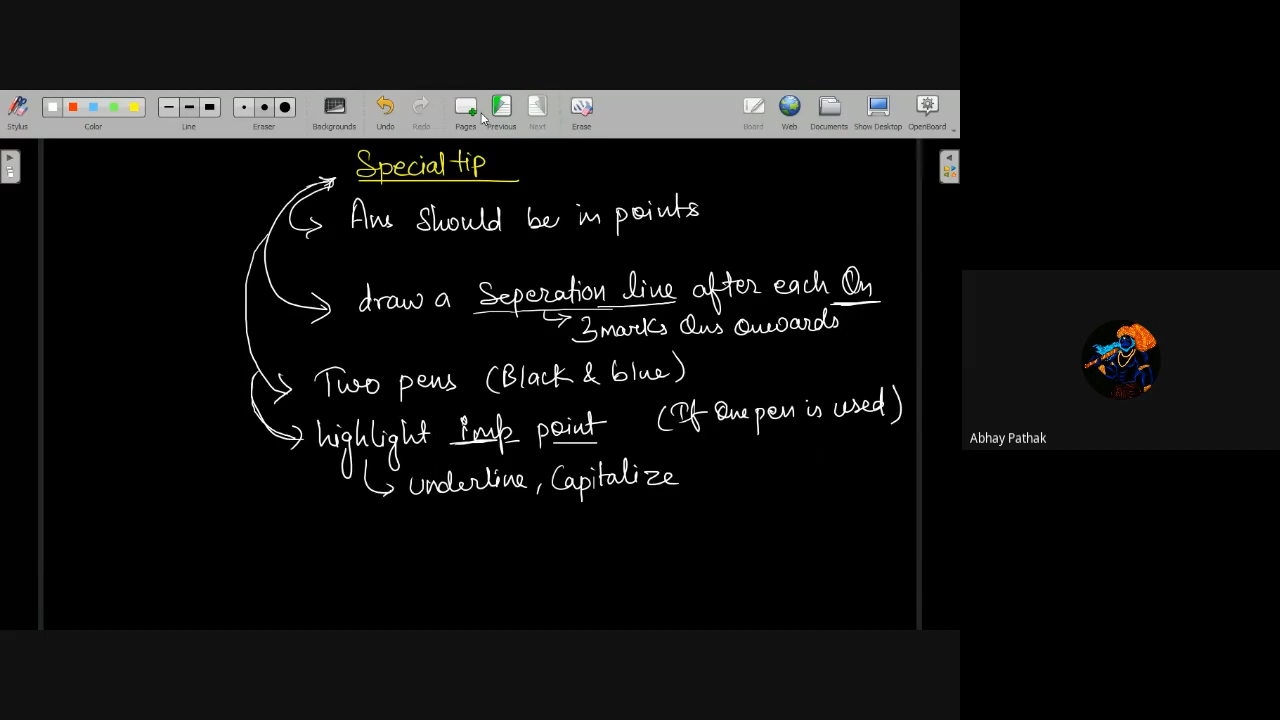 Stylus Color Line Eraser Backgrounds Undo Redo Pages Previous Next Erase Board Web Documents Show Desktop OpenBoard
Special tip
Ans should be in points
draw a Seperation line after each Qn
3 marks Qns onwards
Two pens (Black & blue)
(If One pen is used)
highlight imp point
underline, Capitalize
Abhay Pathak